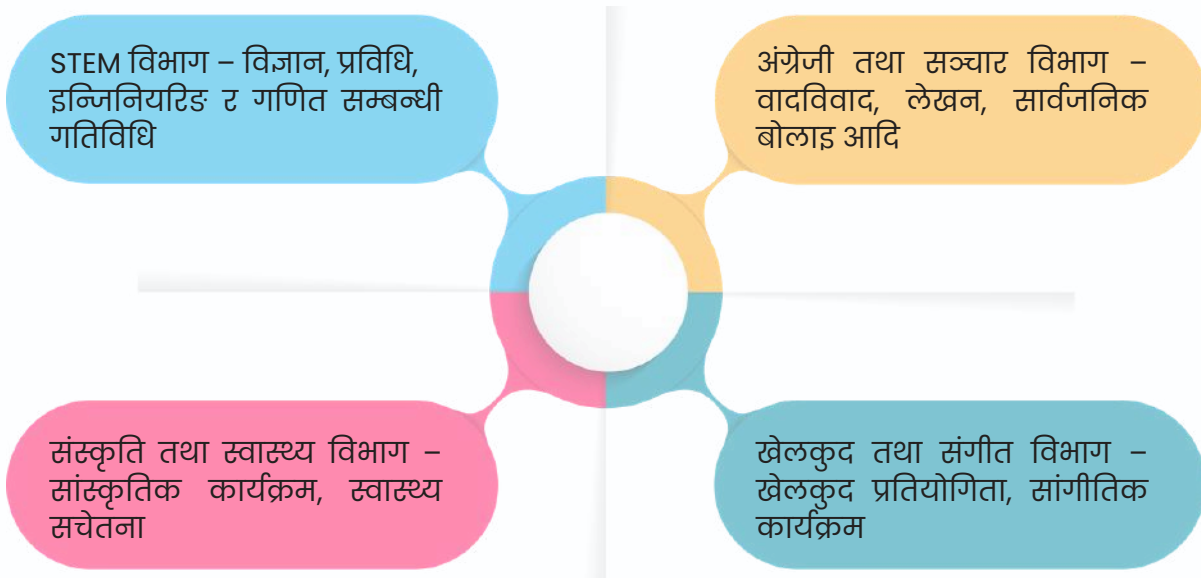 STEM विभाग – विज्ञान, प्रविधि,
इन्जिनियरिङ र गणित सम्बन्धी
गतिविधि
अंग्रेजी तथा सञ्चार विभाग –
वादविवाद, लेखन, सार्वजनिक
बोलाइ आदि
संस्कृति तथा स्वास्थ्य विभाग –
सांस्कृतिक कार्यक्रम, स्वास्थ्य
सचेतना
खेलकुद तथा संगीत विभाग –
खेलकुद प्रतियोगिता, सांगीतिक
कार्यक्रम